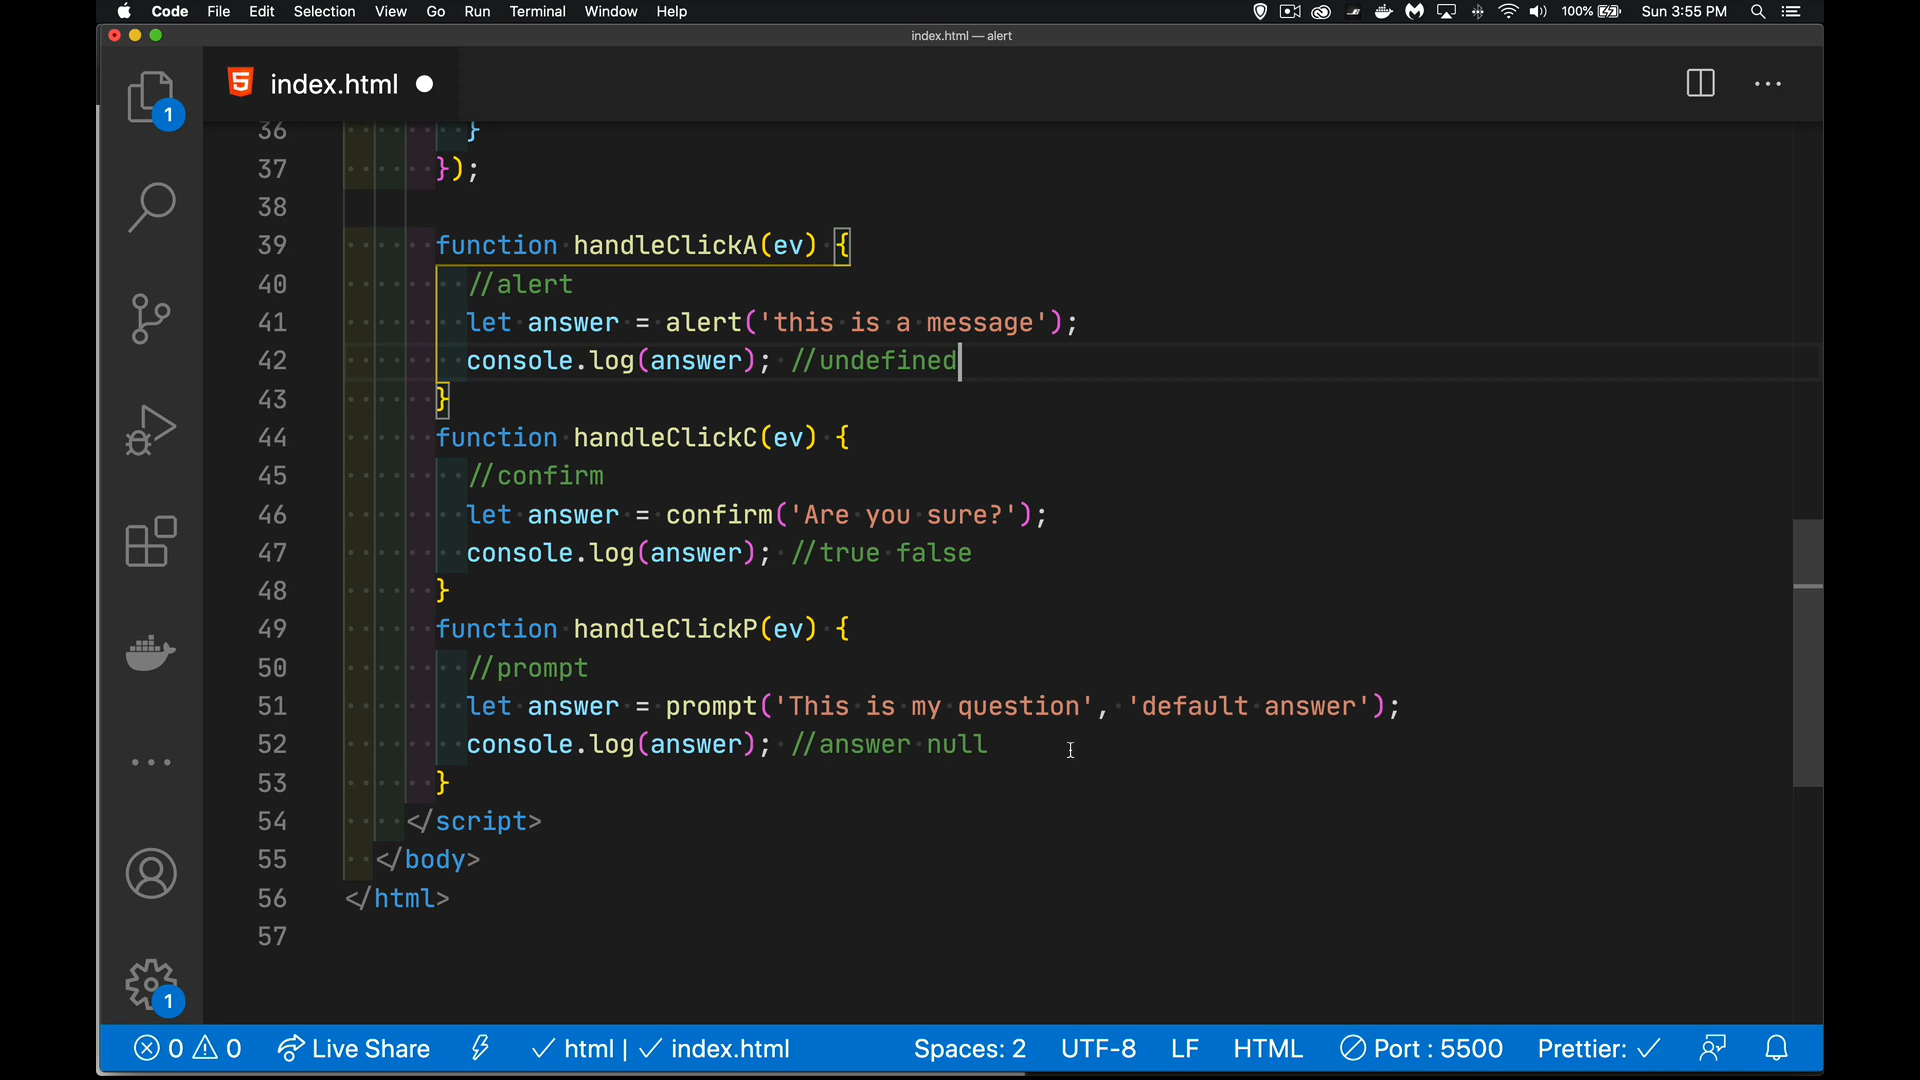 Code File Edit Selection View Go Run Terminal Window Help 100% Sun 3:55 PM
index.html — alert
index.html
1
36 }
37 });
38
39 function handleClickA(ev) {
40 //alert
41 let answer = alert('this is a message');
42 console.log(answer); //undefined
43 }
44 function handleClickC(ev) {
45 //confirm
46 let answer = confirm('Are you sure?');
47 console.log(answer); //true false
48 }
49 function handleClickP(ev) {
50 //prompt
51 let answer = prompt('This is my question', 'default answer');
52 console.log(answer); //answer null
53 }
54 </script>
55 </body>
56 </html>
57
1
0 0 Live Share html | index.html Spaces: 2 UTF-8 LF HTML Port : 5500 Prettier: